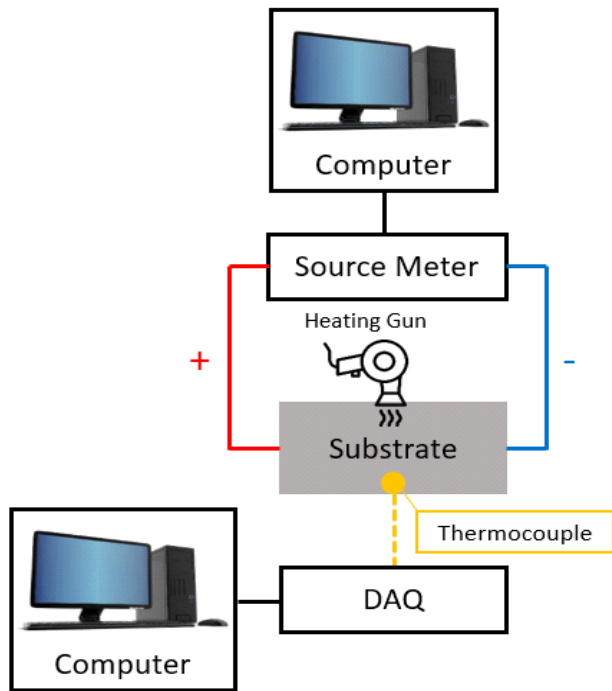 Computer
Source Meter
Heating Gun
+
-
Substrate
Thermocouple
DAQ
Computer